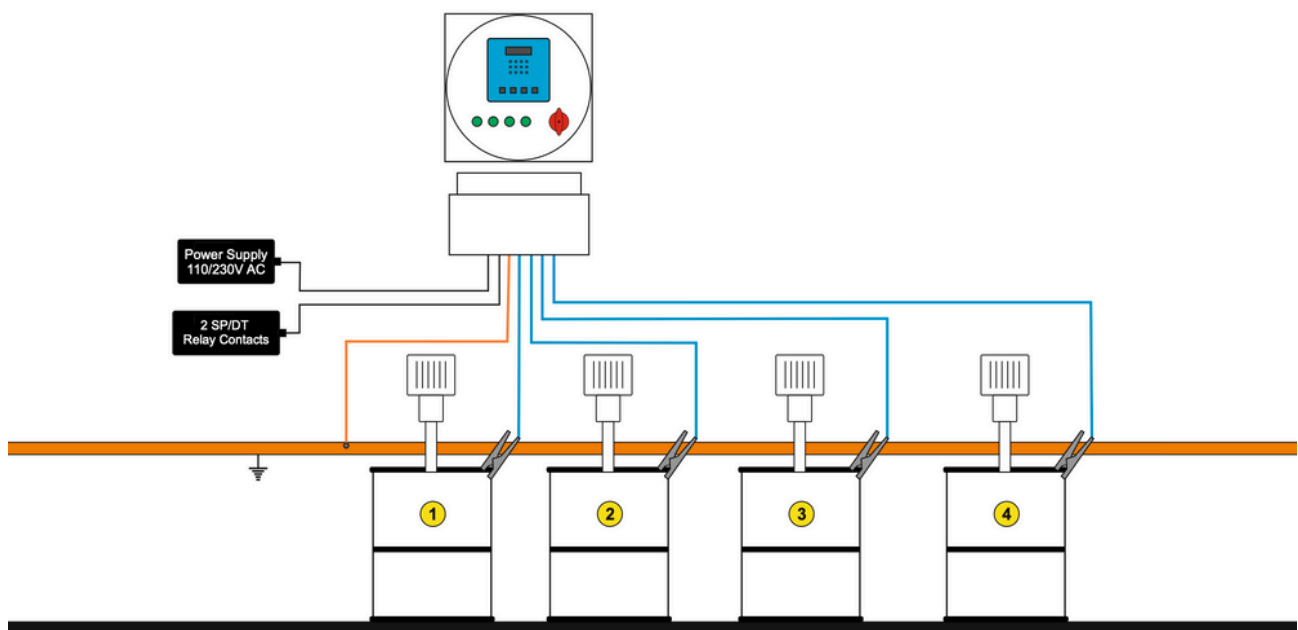 Power Supply
110/230V AC
2 SP/DT
Relay Contacts
1
2
3
4